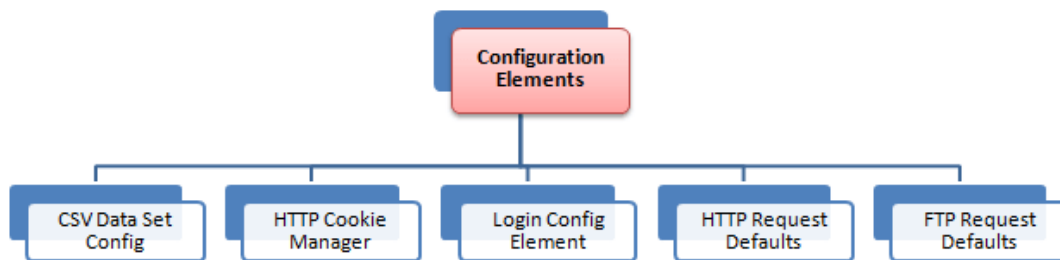 Configuration
Elements
CSV Data Set
Config
HTTP Cookie
Manager
Login Config
Element
HTTP Request
Defaults
FTP Request
Defaults